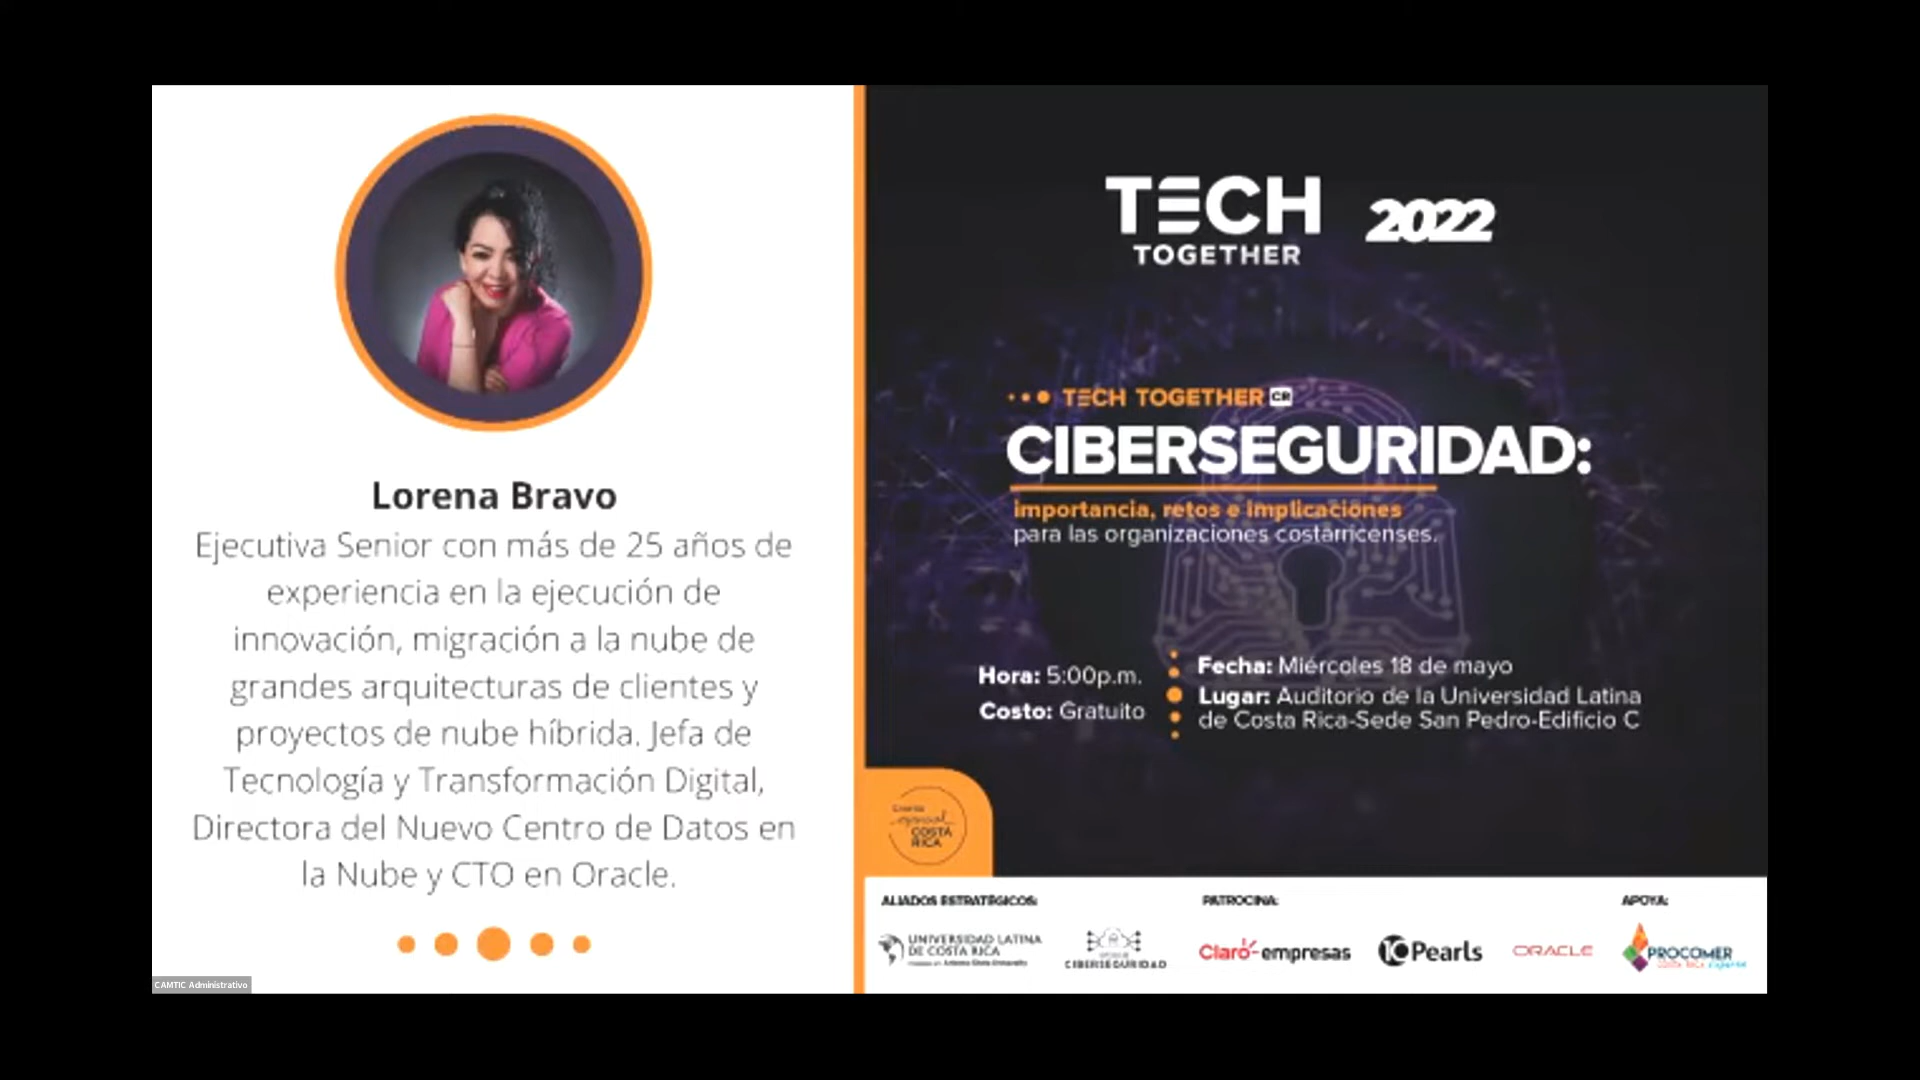 Lorena Bravo
Ejecutiva Senior con más de 25 años de
experiencia en la ejecución de
innovación, migración a la nube de
grandes arquitecturas de clientes y
proyectos de nube híbrida. Jefa de
Tecnología y Transformación Digital,
Directora del Nuevo Centro de Datos en
la Nube y CTO en Oracle.
CAMTIC Administrativo
TECH
TOGETHER
2022
TECH TOGETHER CR
CIBERSEGURIDAD:
importancia, retos e implicaciones
para las organizaciones costarricenses.
Hora: 5:00p.m.
Costo: Gratuito
Fecha: Miércoles 18 de mayo
Lugar: Auditorio de la Universidad Latina
de Costa Rica-Sede San Pedro-Edificio C
esencial
COSTA
RICA
ALIADOS ESTRATÉGICOS:
UNIVERSIDAD LATINA
DE COSTA RICA
CIBERSEGURIDAD
PATROCINA:
Claro empresas
10Pearls
ORACLE
APOYA:
PROCOMER
COSTA RICA